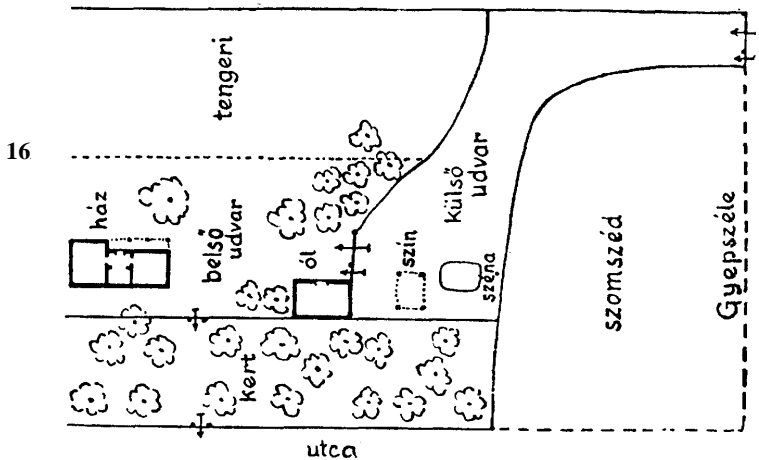 tengeri
16
ház
belső
udvar
ól
szín
külső
udvar
széna
szomszéd
Gyepszéle
kert
utca